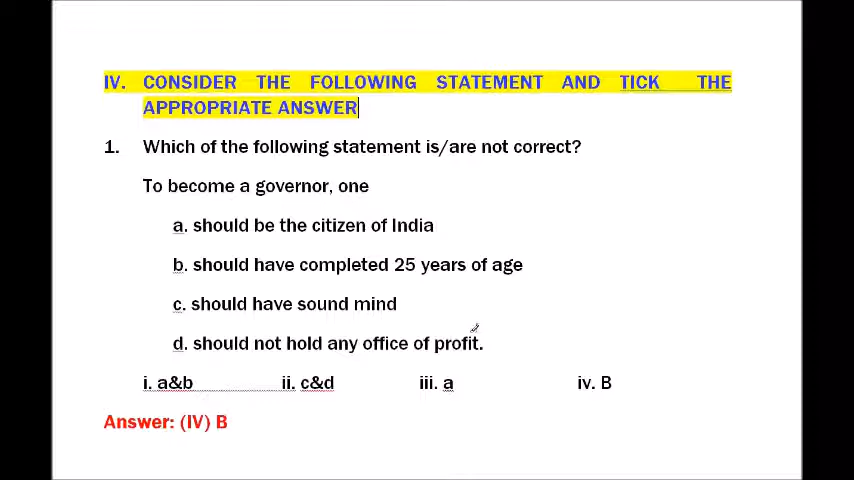 IV. CONSIDER THE FOLLOWING STATEMENT AND TICK THE
APPROPRIATE ANSWER
1. Which of the following statement is/are not correct?
To become a governor, one
a. should be the citizen of India
b. should have completed 25 years of age
c. should have sound mind
d. should not hold any office of profit.
i. a&b ii. c&d iii. a iv. B
Answer: (IV) B